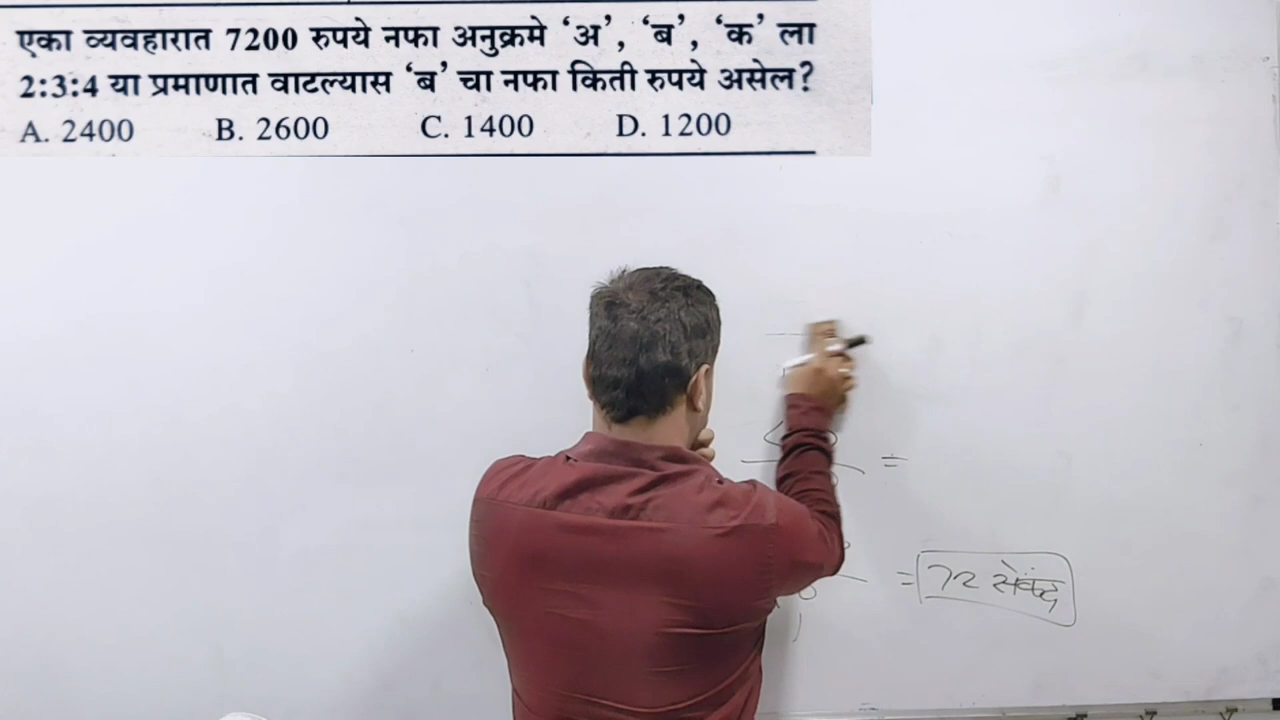 एका व्यवहारात 7200 रुपये नफा अनुक्रमे ‘अ’, ‘ब’, ‘क’ ला
2:3:4 या प्रमाणात वाटल्यास ‘ब’ चा नफा किती रुपये असेल?
A. 2400 B. 2600 C. 1400 D. 1200
=
= 72 सेकंद